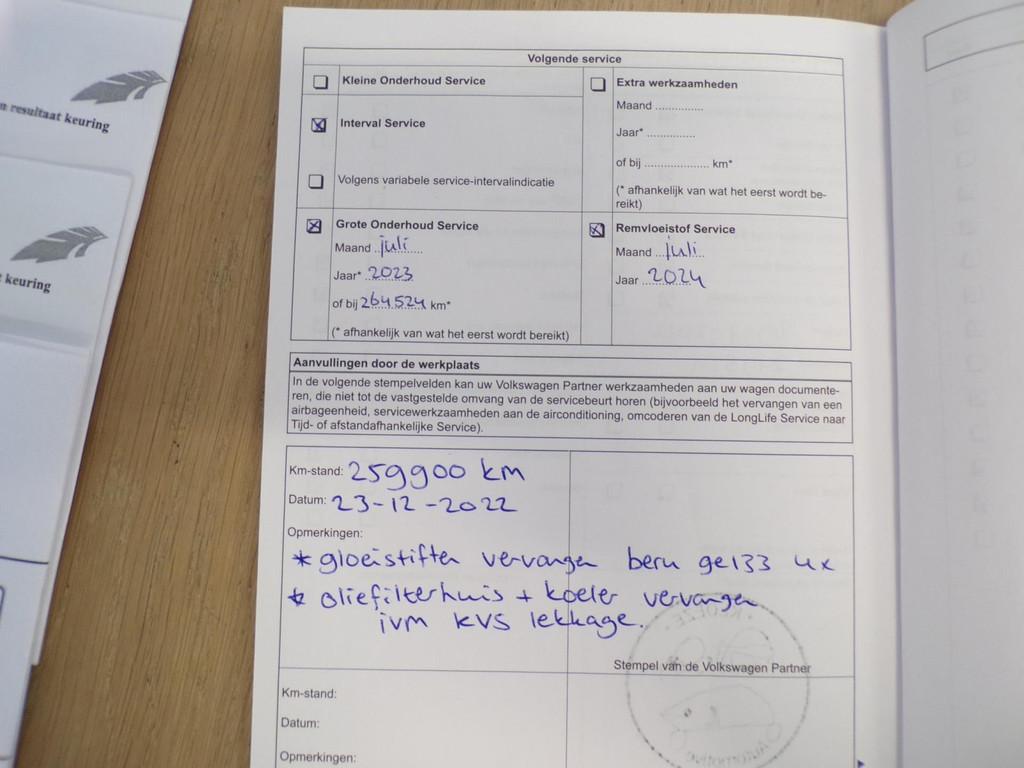 n resultaat keuring
t keuring
Volgende service
Kleine Onderhoud Service
Interval Service
Volgens variabele service-intervalindicatie
Extra werkzaamheden
Maand ...............
Jaar* ...............
of bij .................... km*
(* afhankelijk van wat het eerst wordt be-
reikt)
Grote Onderhoud Service
Maand juli
Jaar* 2023
of bij 264524 km*
(* afhankelijk van wat het eerst wordt bereikt)
Remvloeistof Service
Maand juli
Jaar 2024
Aanvullingen door de werkplaats
In de volgende stempelvelden kan uw Volkswagen Partner werkzaamheden aan uw wagen documente-
ren, die niet tot de vastgestelde omvang van de servicebeurt horen (bijvoorbeeld het vervangen van een
airbageenheid, servicewerkzaamheden aan de airconditioning, omcoderen van de LongLife Service naar
Tijd- of afstandafhankelijke Service).
Km-stand: 259900 km
Datum: 23-12-2022
Opmerkingen:
* gloeistiften vervangen beru ge133 4x
* oliefilterhuis + koeler vervangen
ivm KVS lekkage.
Stempel van de Volkswagen Partner
Km-stand:
Datum:
Opmerkingen: